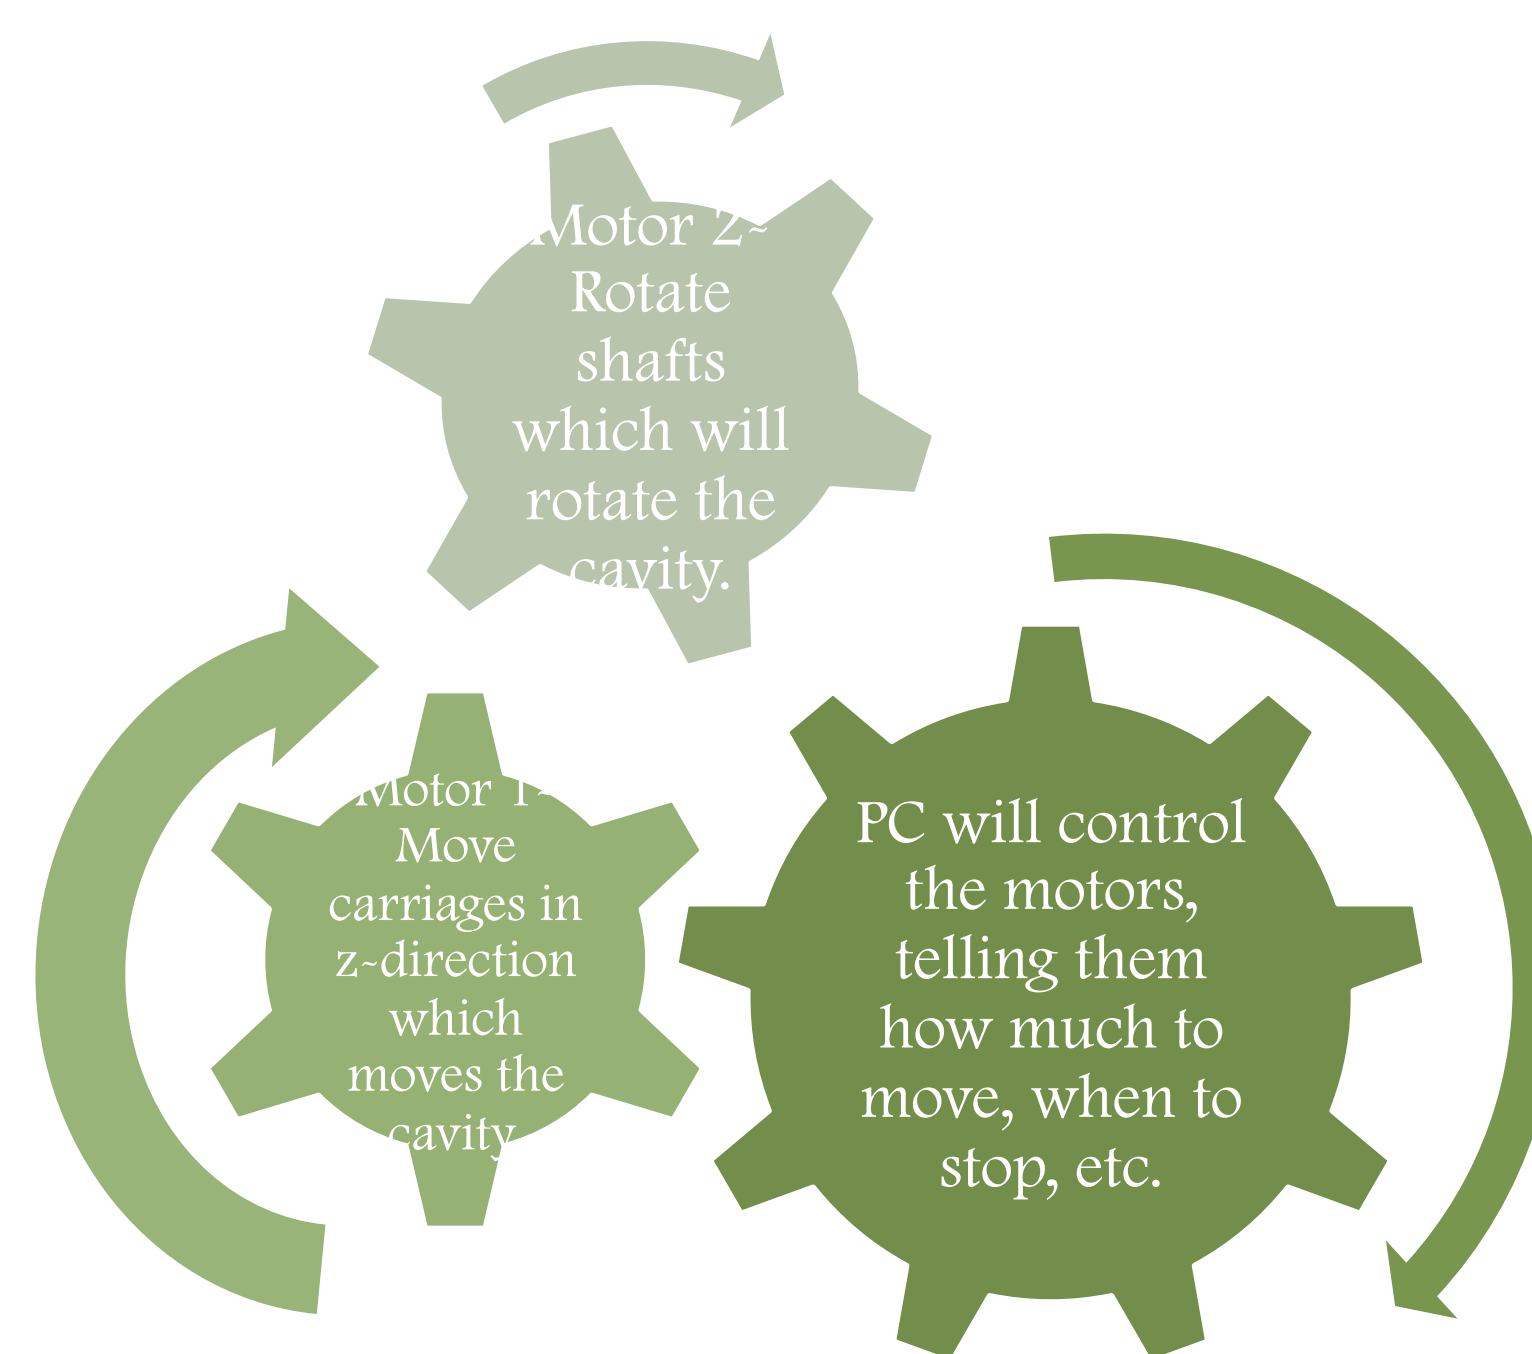 Motor 2~
Rotate
shafts
which will
rotate the
cavity.
Motor 1~
Move
carriages in
z~direction
which
moves the
cavity
PC will control
the motors,
telling them
how much to
move, when to
stop, etc.